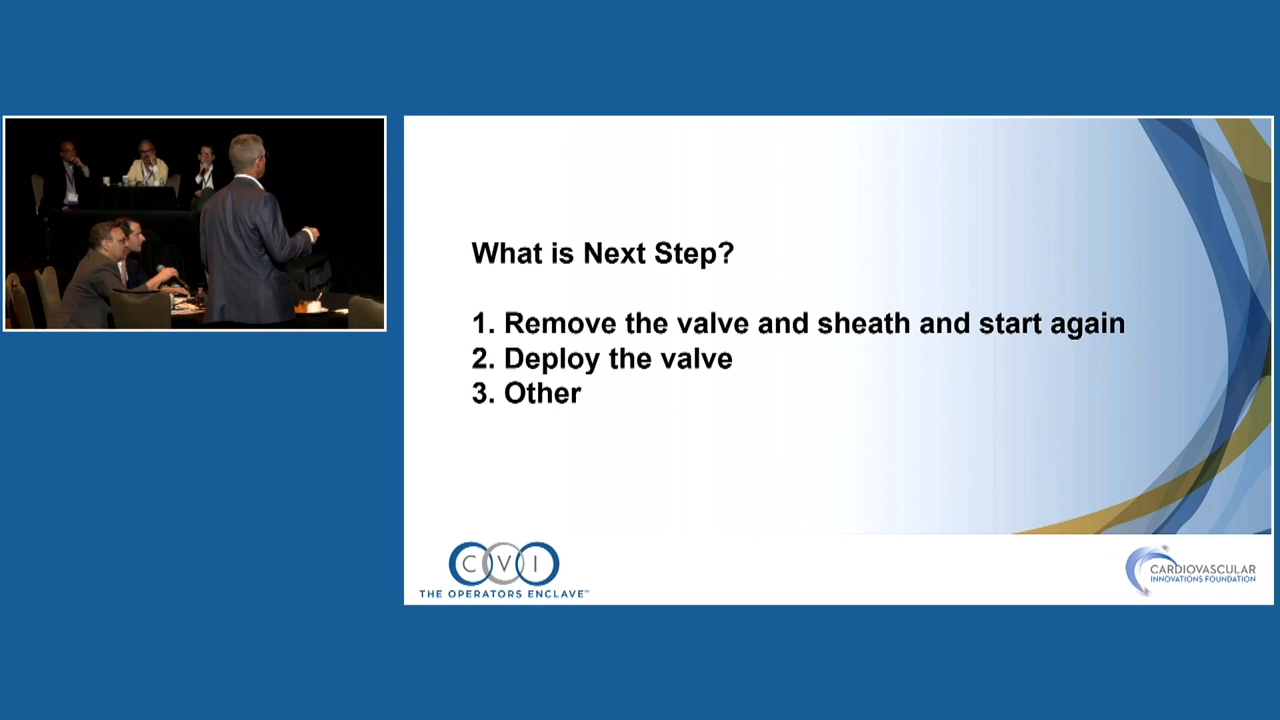 What is Next Step?
1. Remove the valve and sheath and start again
2. Deploy the valve
3. Other
CVI
THE OPERATORS ENCLAVE™
CARDIOVASCULAR
INNOVATIONS FOUNDATION